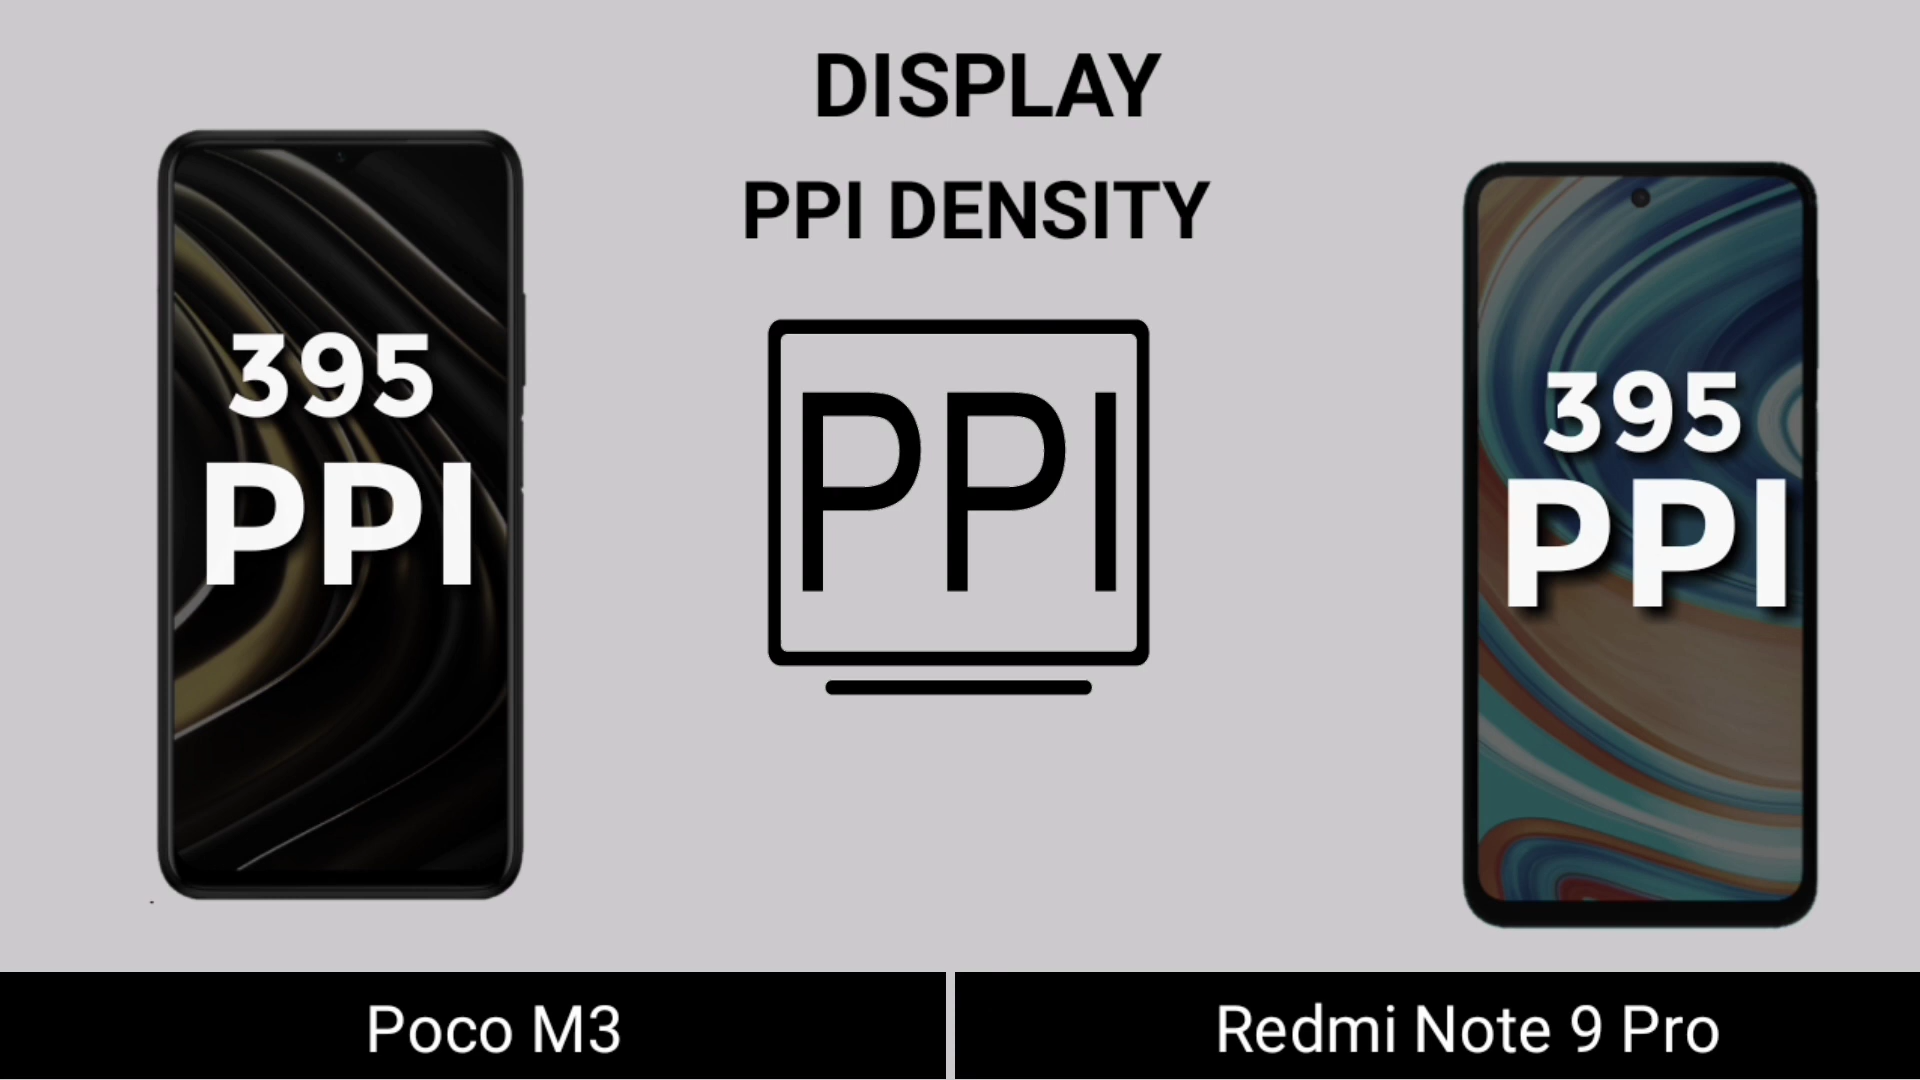 DISPLAY
PPI DENSITY
395
PPI
PPI
395
PPI
Poco M3
Redmi Note 9 Pro